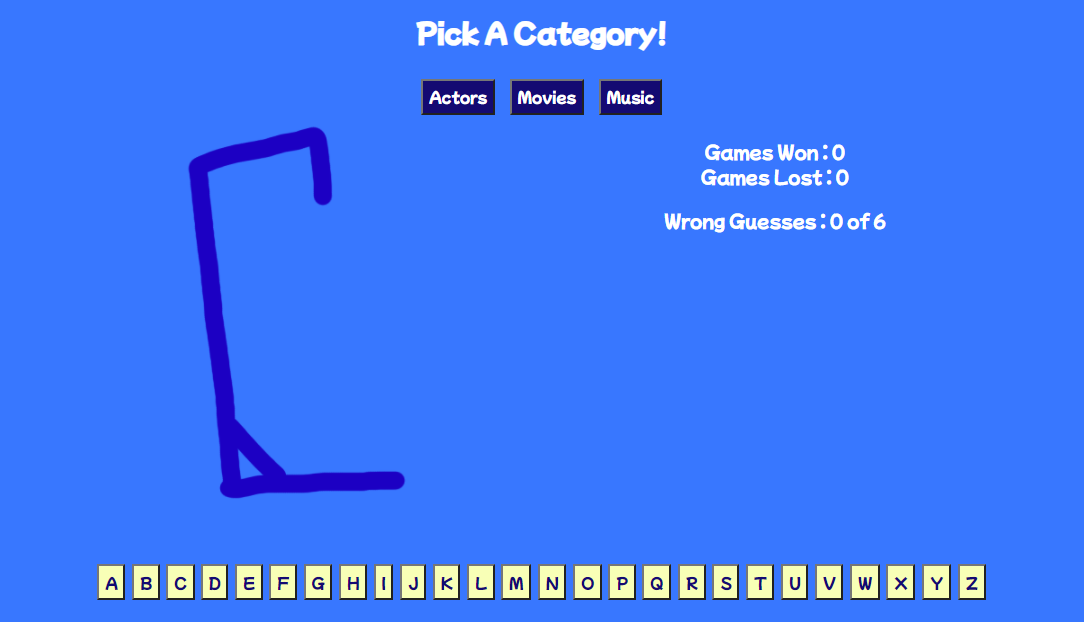 Pick A Category!
Actors Movies Music
Games Won : 0
Games Lost : 0
Wrong Guesses : 0 of 6
A B C D E F G H I J K L M N O P Q R S T U V W X Y Z